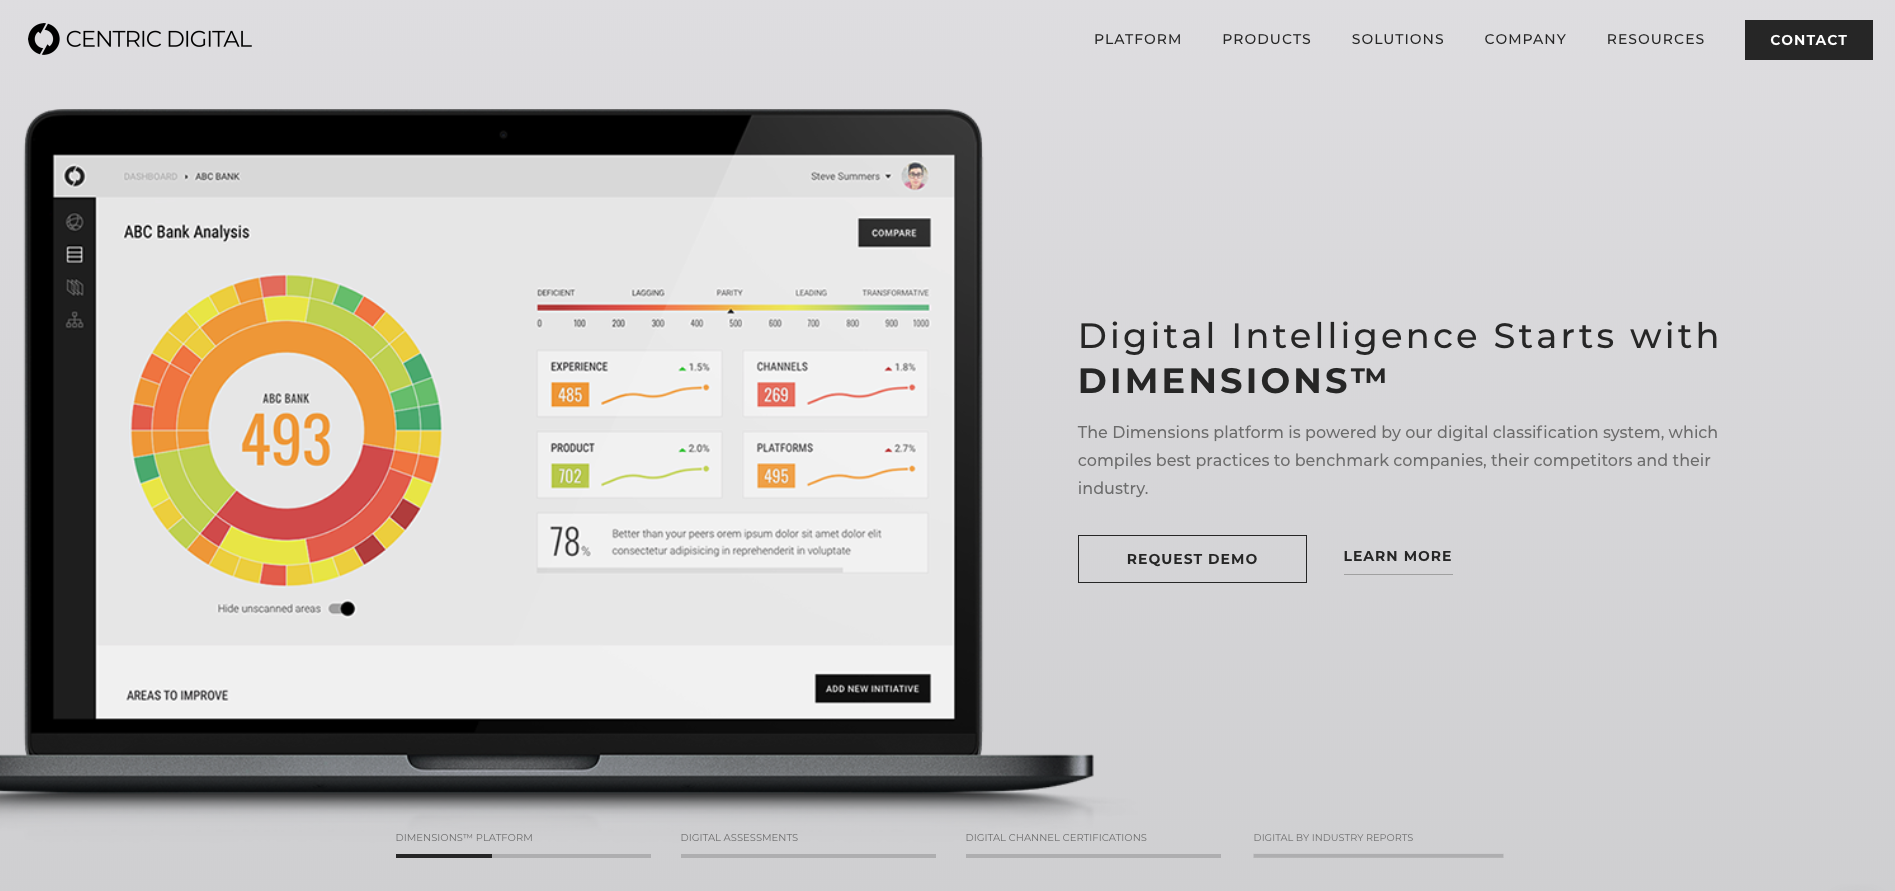 CENTRIC DIGITAL
PLATFORM
PRODUCTS
SOLUTIONS
COMPANY
RESOURCES
CONTACT
DASHBOARD ▸ ABC BANK
Steve Summers
ABC Bank Analysis
COMPARE
ABC BANK
493
Hide unscanned areas
DEFICIENT LAGGING PARITY LEADING TRANSFORMATIVE
0 100 200 300 400 500 600 700 800 900 1000
EXPERIENCE 1.5%
485
CHANNELS 1.8%
269
PRODUCT 2.0%
702
PLATFORMS 2.7%
495
78%
Better than your peers orem ipsum dolor sit amet dolor elit
consectetur adipisicing in reprehenderit in voluptate
AREAS TO IMPROVE
ADD NEW INITIATIVE
Digital Intelligence Starts with
DIMENSIONS™
The Dimensions platform is powered by our digital classification system, which
compiles best practices to benchmark companies, their competitors and their
industry.
REQUEST DEMO
LEARN MORE
DIMENSIONS™ PLATFORM
DIGITAL ASSESSMENTS
DIGITAL CHANNEL CERTIFICATIONS
DIGITAL BY INDUSTRY REPORTS